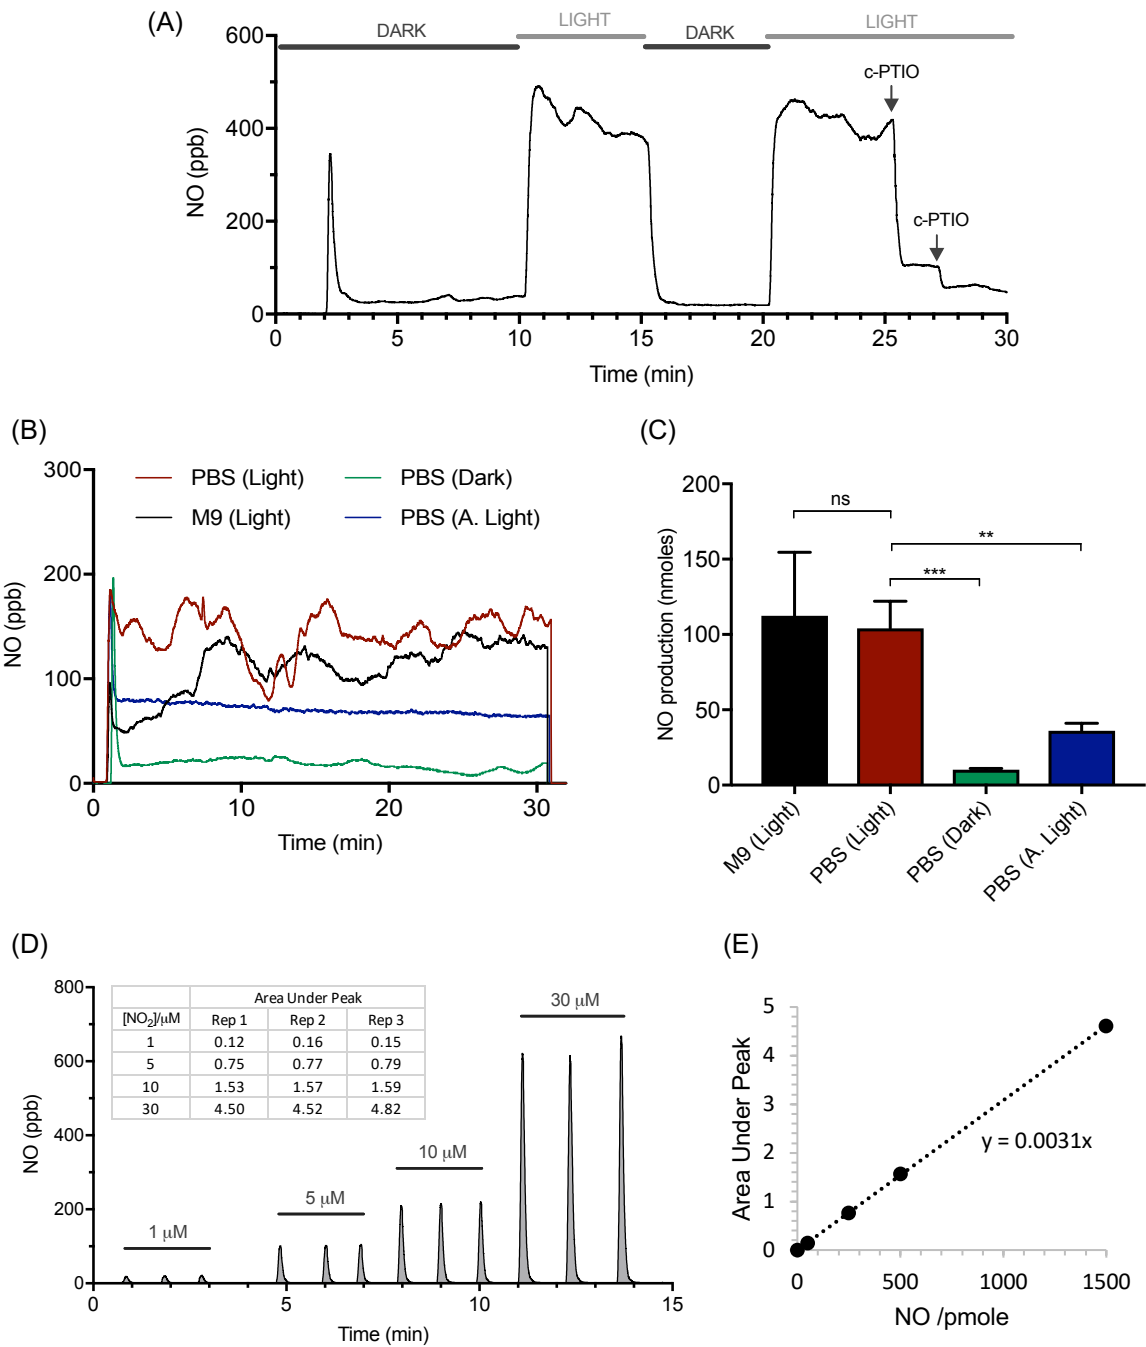 (A)
DARK LIGHT DARK LIGHT
600
400
200
0
NO (ppb)
c-PTIO
c-PTIO
0 5 10 15 20 25 30
Time (min)
(B)
300
200
100
0
NO (ppb)
PBS (Light) PBS (Dark)
M9 (Light) PBS (A. Light)
0 10 20 30
Time (min)
(C)
200
150
100
50
0
NO production (nmoles)
ns
**
***
M9 (Light) PBS (Light) PBS (Dark) PBS (A. Light)
(D)
800
600
400
200
0
NO (ppb)
Area Under Peak
[NO₂]/μM Rep 1 Rep 2 Rep 3
1 0.12 0.16 0.15
5 0.75 0.77 0.79
10 1.53 1.57 1.59
30 4.50 4.52 4.82
1 μM
5 μM
10 μM
30 μM
0 5 10 15
Time (min)
(E)
5
4
3
2
1
0
Area Under Peak
y = 0.0031x
0 500 1000 1500
NO /pmole